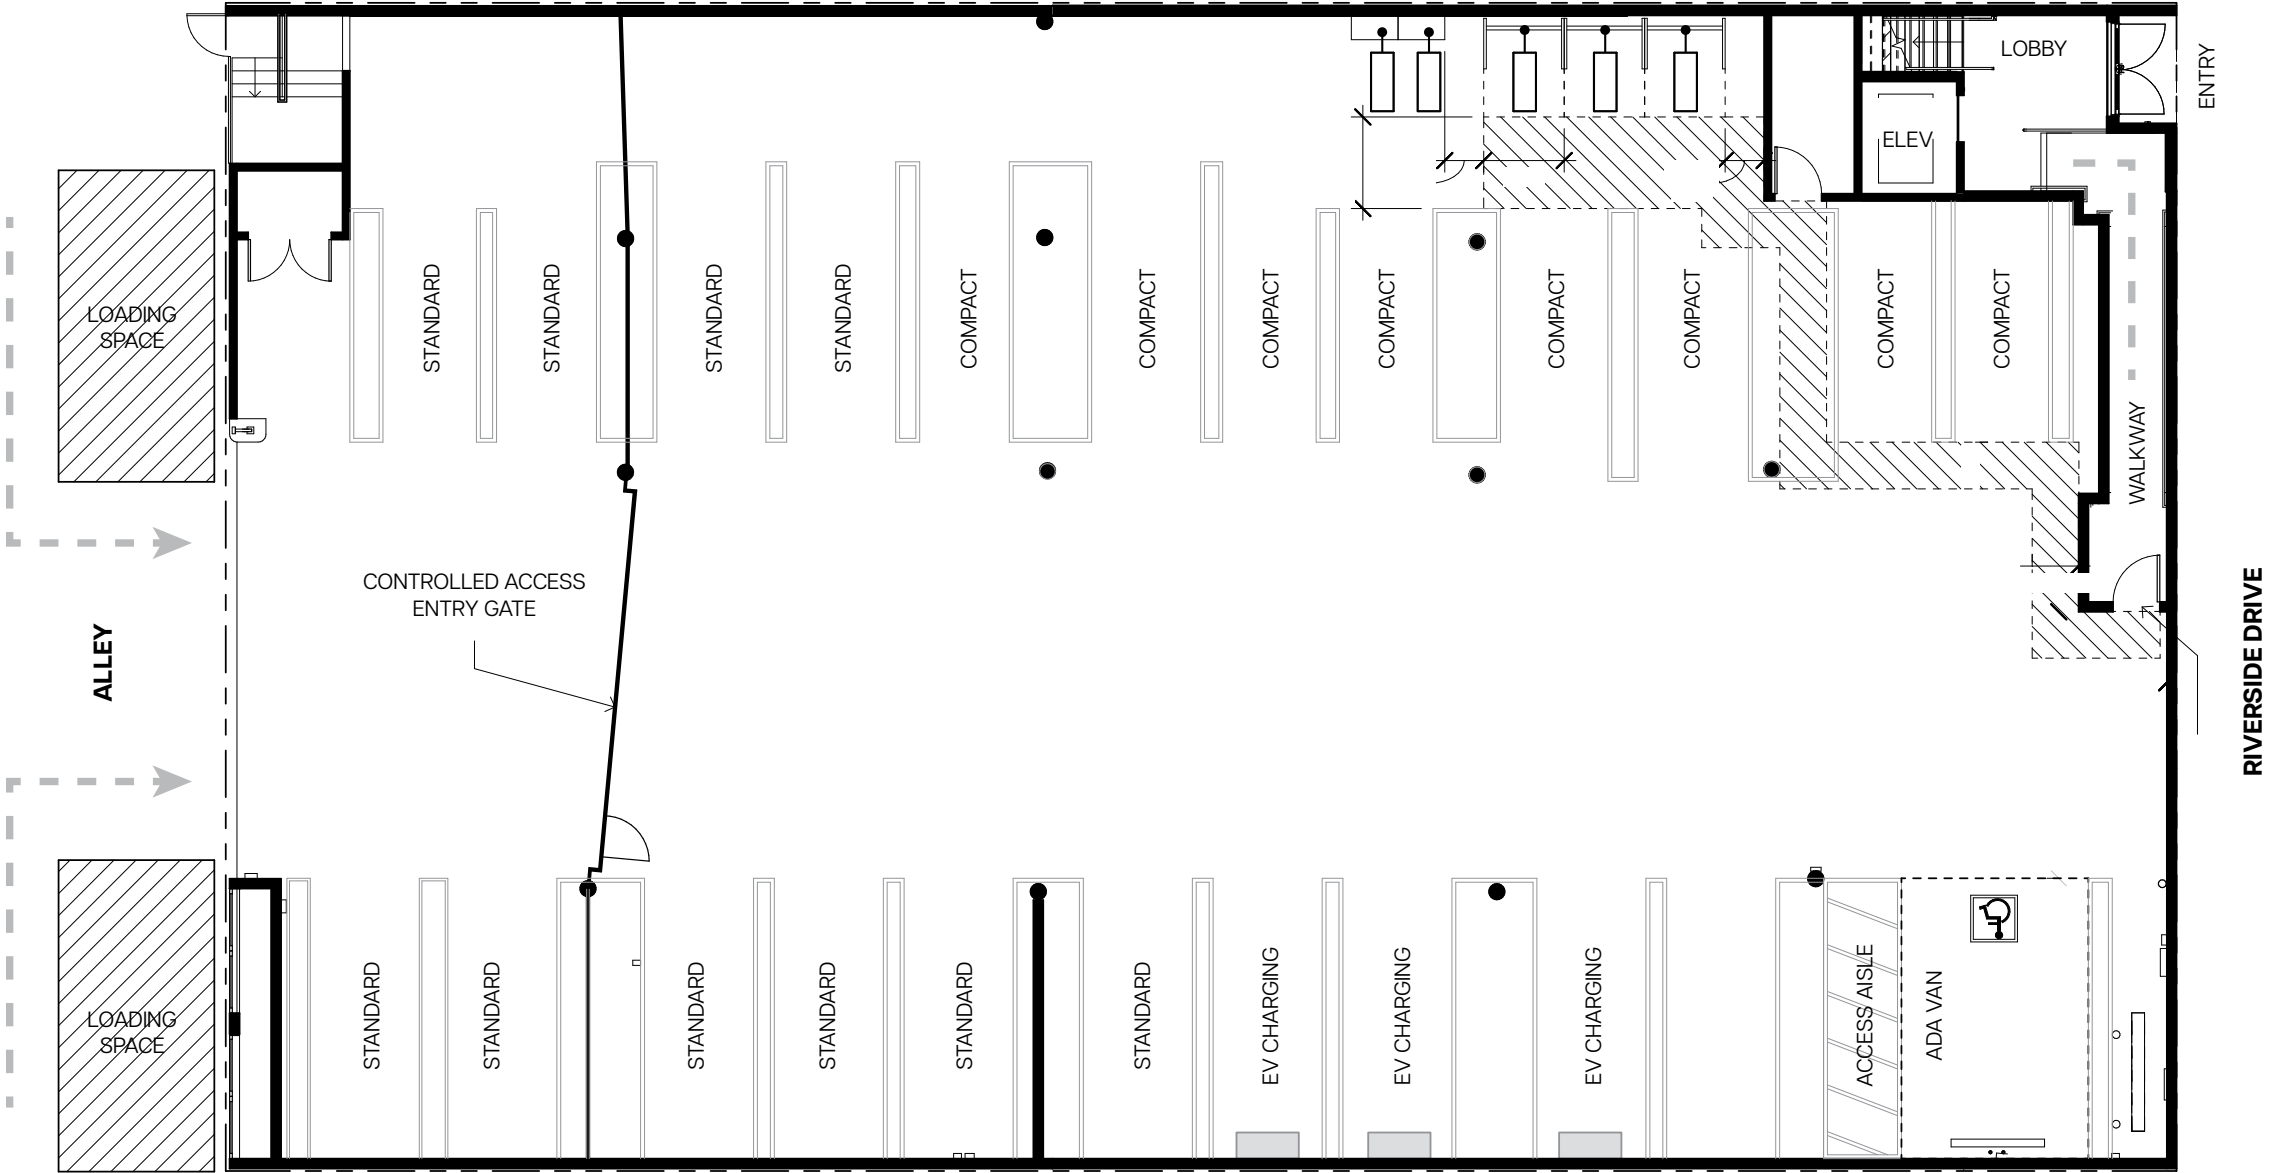 LOBBY
ENTRY
ELEV
LOADING
SPACE
STANDARD
STANDARD
STANDARD
STANDARD
COMPACT
COMPACT
COMPACT
COMPACT
COMPACT
COMPACT
COMPACT
COMPACT
WALKWAY
CONTROLLED ACCESS
ENTRY GATE
ALLEY
RIVERSIDE DRIVE
LOADING
SPACE
STANDARD
STANDARD
STANDARD
STANDARD
STANDARD
STANDARD
EV CHARGING
EV CHARGING
EV CHARGING
ACCESS AISLE
ADA VAN